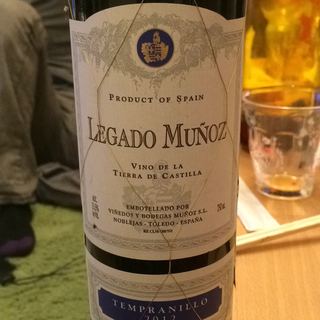 PRODUCT OF SPAIN
LEGADO MUÑOZ
VINO DE LA
TIERRA DE CASTILLA
EMBOTELLADO POR
VIÑEDOS Y BODEGAS MUÑOZ S.L.
NOBLEJAS - TOLEDO - ESPAÑA
TEMPRANILLO
2012